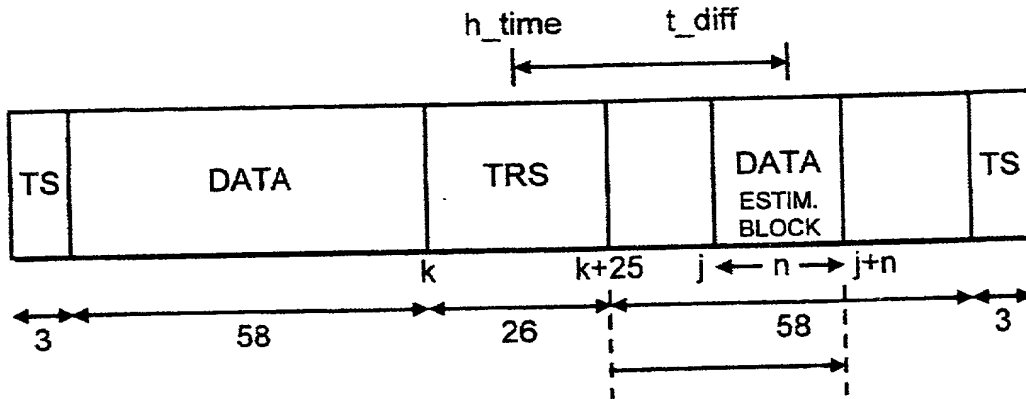 h_time t_diff
TS DATA TRS DATA TS
ESTIM.
BLOCK
k k+25 j n j+n
3 58 26 58 3